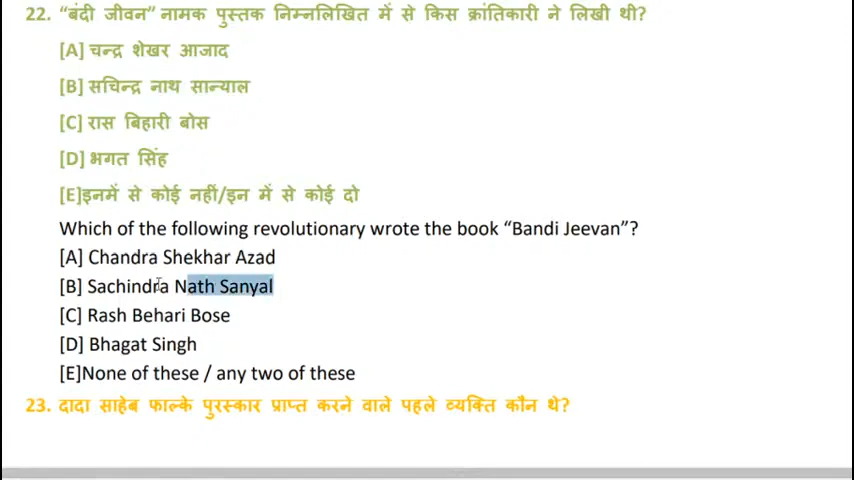 22. “बंदी जीवन” नामक पुस्तक निम्नलिखित में से किस क्रांतिकारी ने लिखी थी?
[A] चन्द्र शेखर आजाद
[B] सचिन्द्र नाथ सान्याल
[C] रास बिहारी बोस
[D] भगत सिंह
[E]इनमें से कोई नहीं/इन में से कोई दो
Which of the following revolutionary wrote the book “Bandi Jeevan”?
[A] Chandra Shekhar Azad
[B] Sachindra Nath Sanyal
[C] Rash Behari Bose
[D] Bhagat Singh
[E]None of these / any two of these
23. दादा साहेब फाल्के पुरस्कार प्राप्त करने वाले पहले व्यक्ति कौन थे?